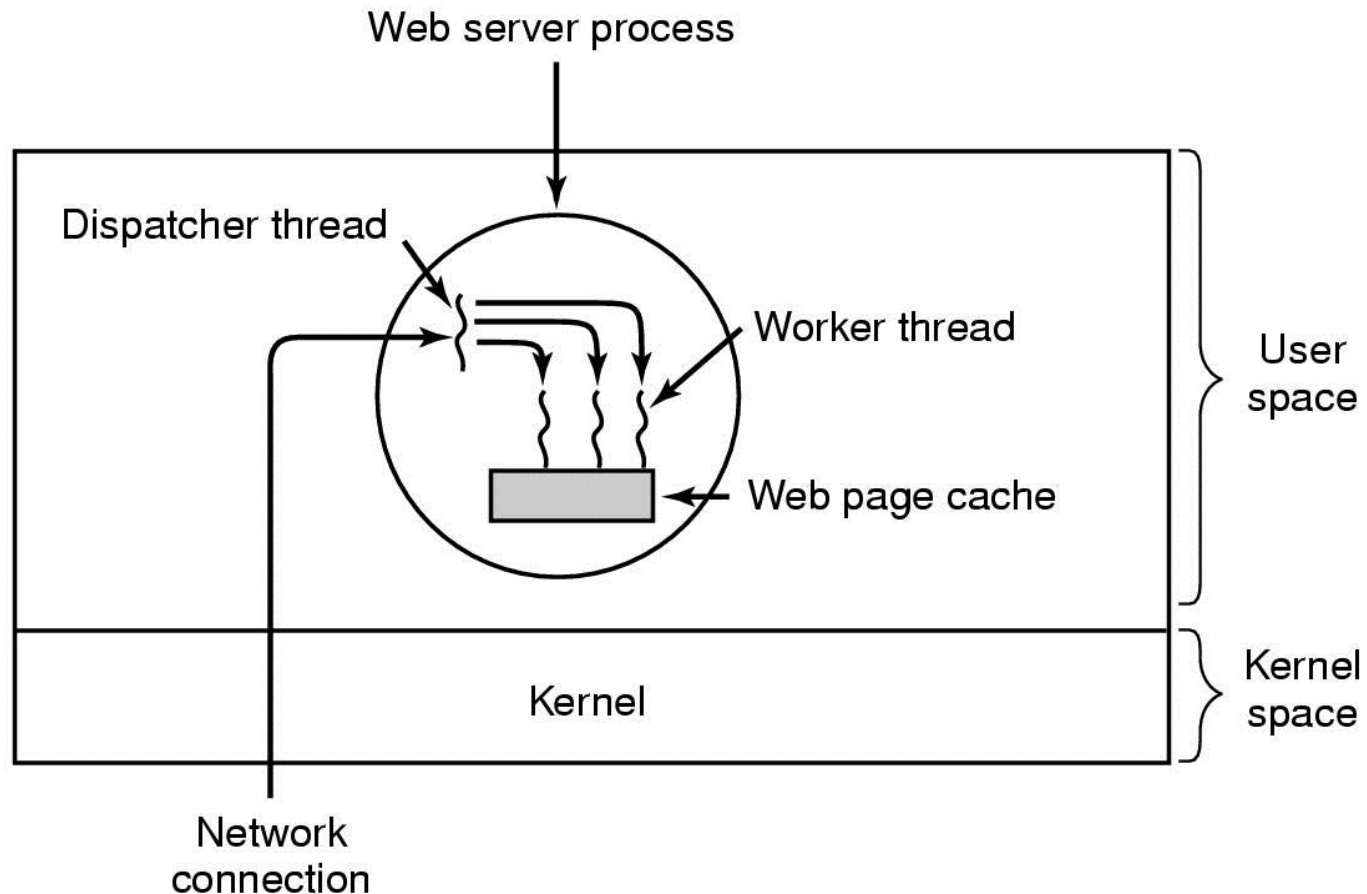 Web server process
Dispatcher thread
Worker thread
User
space
Web page cache
Kernel
Kernel
space
Network
connection